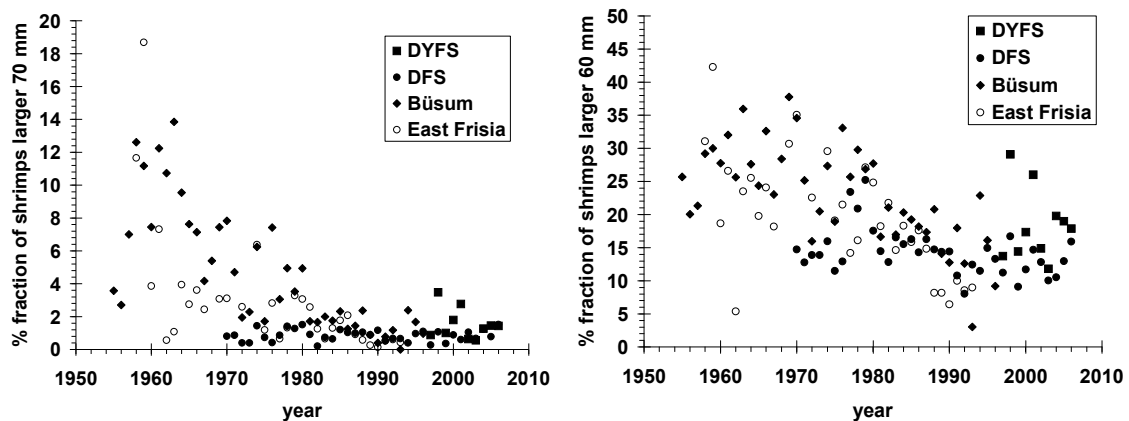 % fraction of shrimps larger 70 mm
20
18
16
14
12
10
8
6
4
2
0
1950 1960 1970 1980 1990 2000 2010
year
DYFS
DFS
Büsum
East Frisia
% fraction of shrimps larger 60 mm
50
45
40
35
30
25
20
15
10
5
0
1950 1960 1970 1980 1990 2000 2010
year
DYFS
DFS
Büsum
East Frisia